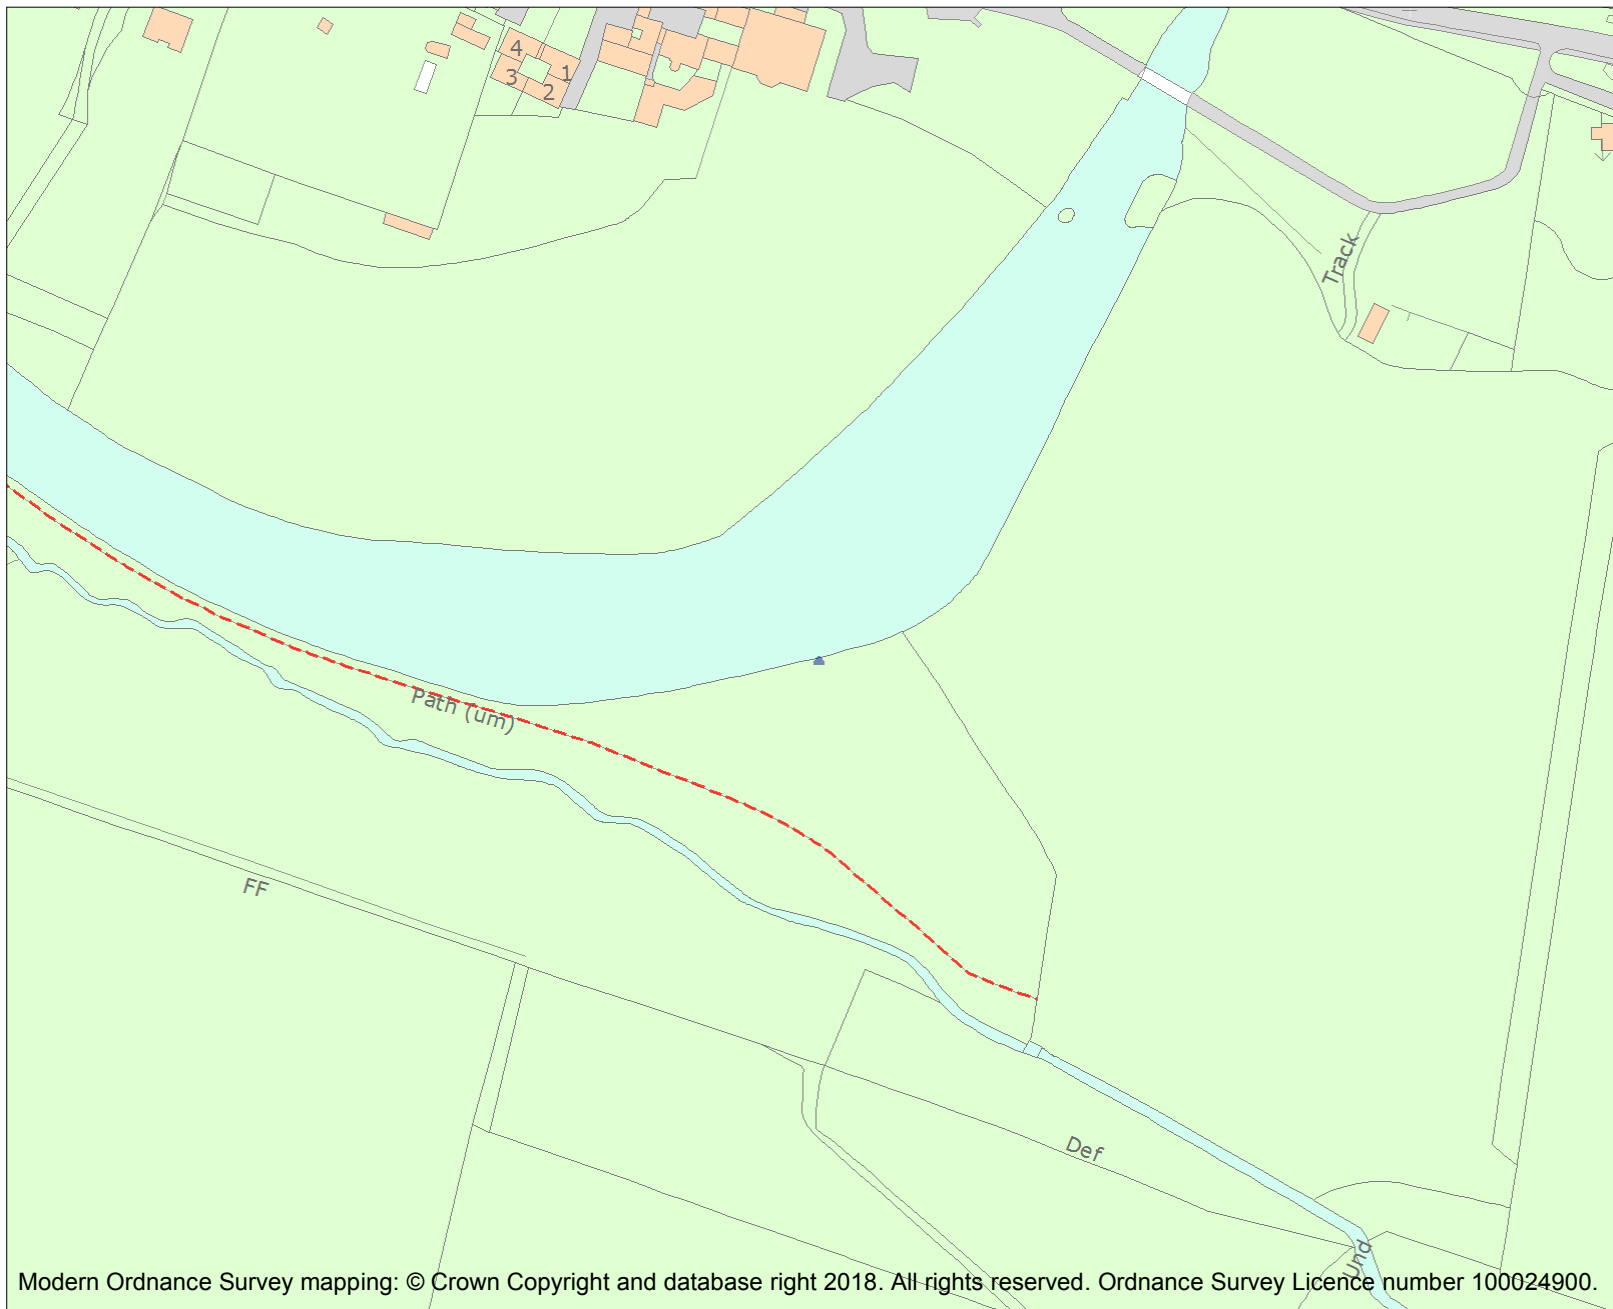 4
1
3
2
Track
Path (um)
FF
Def
Und
Modern Ordnance Survey mapping: © Crown Copyright and database right 2018. All rights reserved. Ordnance Survey Licence number 100024900.